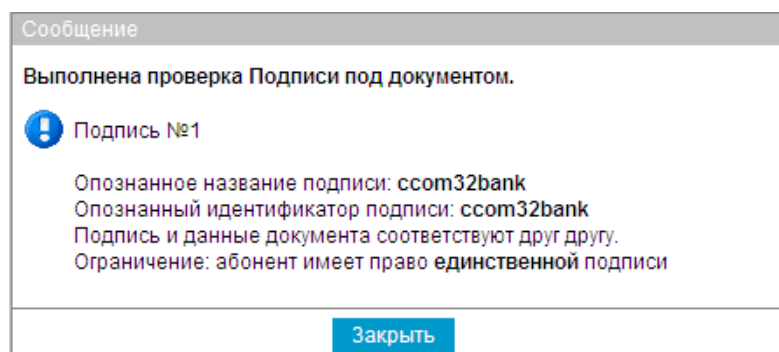 Сообщение
Выполнена проверка Подписи под документом.
Подпись №1
Опознанное название подписи: ccom32bank
Опознанный идентификатор подписи: ccom32bank
Подпись и данные документа соответствуют друг другу.
Ограничение: абонент имеет право единственной подписи
Закрыть